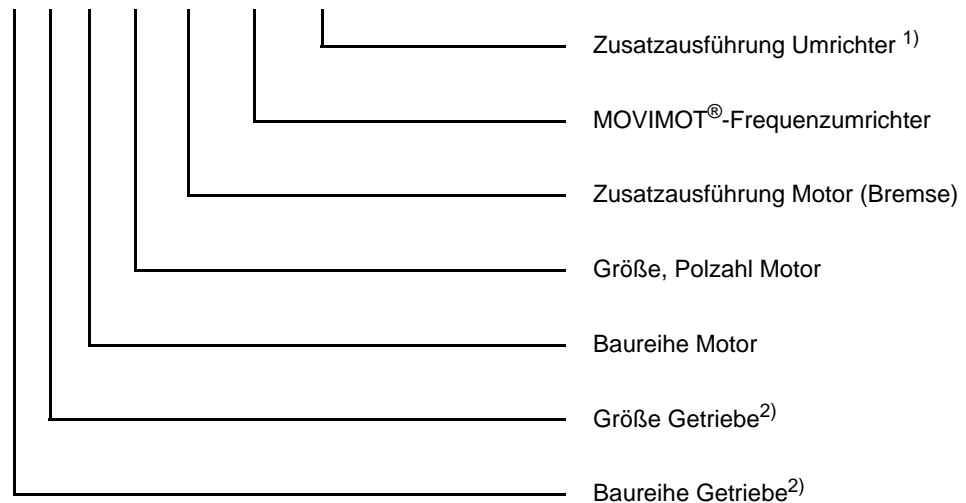 Zusatzausführung Umrichter 1)
MOVIMOT®-Frequenzumrichter
Zusatzausführung Motor (Bremse)
Größe, Polzahl Motor
Baureihe Motor
Größe Getriebe2)
Baureihe Getriebe2)